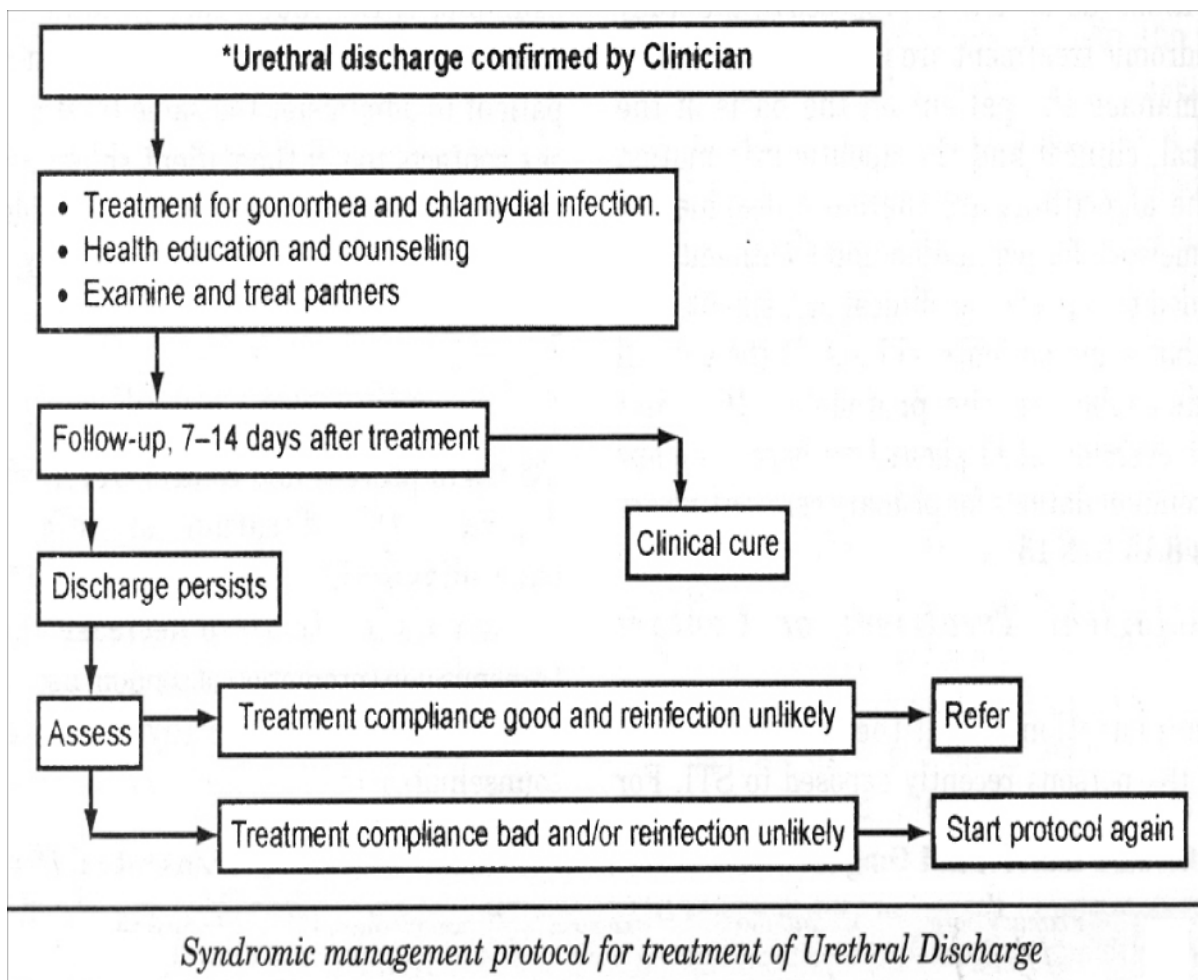 *Urethral discharge confirmed by Clinician
• Treatment for gonorrhea and chlamydial infection.
• Health education and counselling
• Examine and treat partners
Follow-up, 7–14 days after treatment
Clinical cure
Discharge persists
Assess
Treatment compliance good and reinfection unlikely
Refer
Treatment compliance bad and/or reinfection unlikely
Start protocol again
Syndromic management protocol for treatment of Urethral Discharge